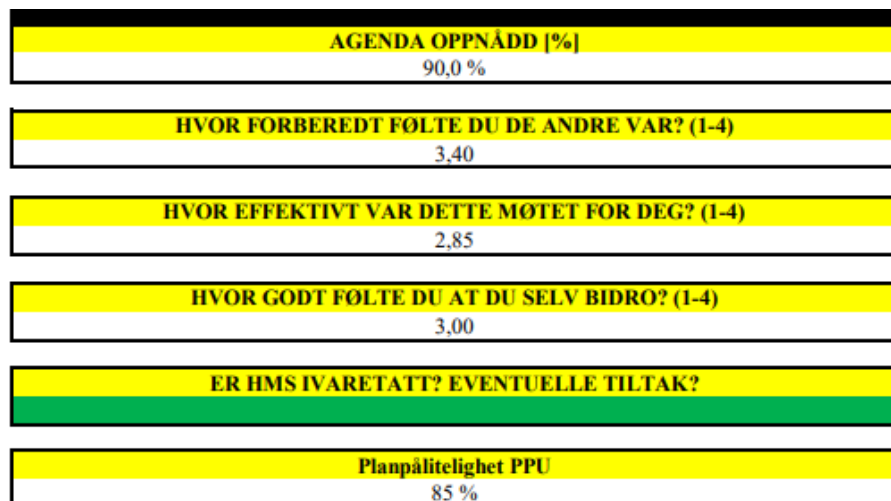 AGENDA OPPNÅDD [%]
90,0 %
HVOR FORBEREDT FØLTE DU DE ANDRE VAR? (1-4)
3,40
HVOR EFFEKTIVT VAR DETTE MØTET FOR DEG? (1-4)
2,85
HVOR GODT FØLTE DU AT DU SELV BIDRO? (1-4)
3,00
ER HMS IVARETATT? EVENTUELLE TILTAK?
Planpålitelighet PPU
85 %